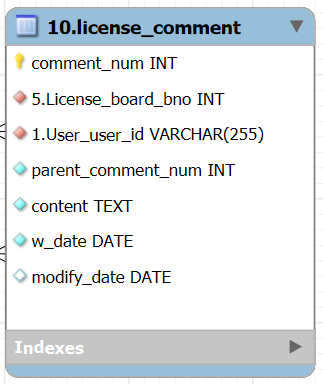 10.license_comment
comment_num INT
5.License_board_bno INT
1.User_user_id VARCHAR(255)
parent_comment_num INT
content TEXT
w_date DATE
modify_date DATE
Indexes